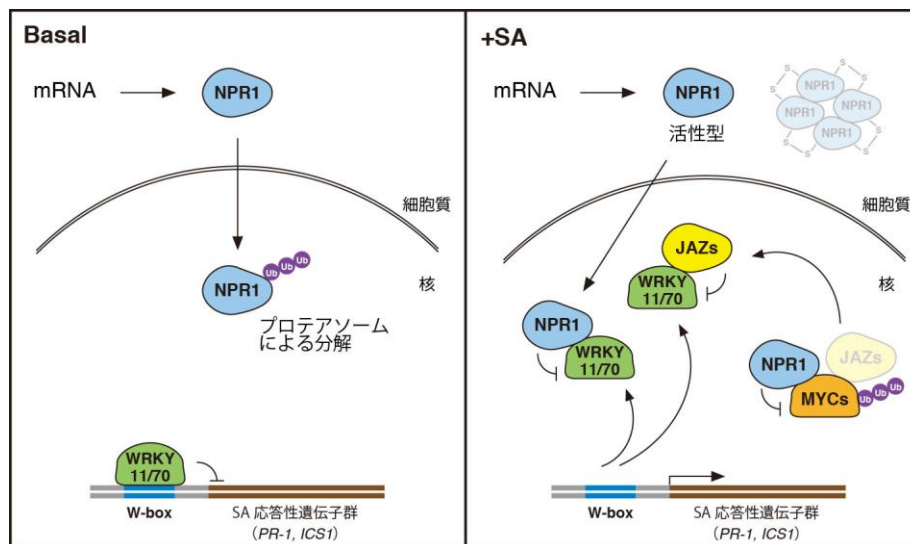 Basal
mRNA
NPR1
細胞質
核
NPR1
Ub Ub Ub
プロテアソーム
による分解
WRKY
11/70
W-box
SA 応答性遺伝子群
(PR-1, ICS1)
+SA
mRNA
NPR1
活性型
S S
S S
NPR1
NPR1 NPR1
NPR1
S S
S S
細胞質
核
JAZs
WRKY
11/70
NPR1
WRKY
11/70
JAZs
NPR1
MYCs
Ub Ub Ub
W-box
SA 応答性遺伝子群
(PR-1, ICS1)